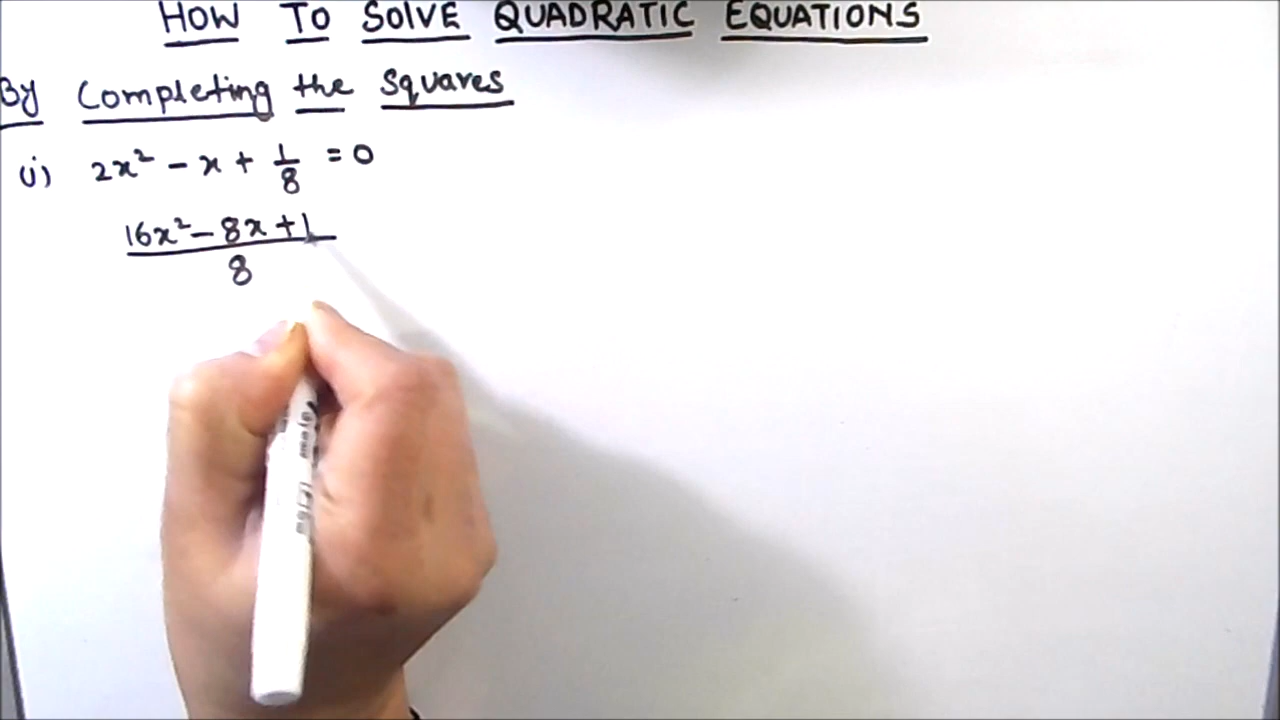 HOW TO SOLVE QUADRATIC EQUATIONS
By Completing the Squares
(i) 2x² - x + 1/8 = 0
16x² - 8x + 1
8